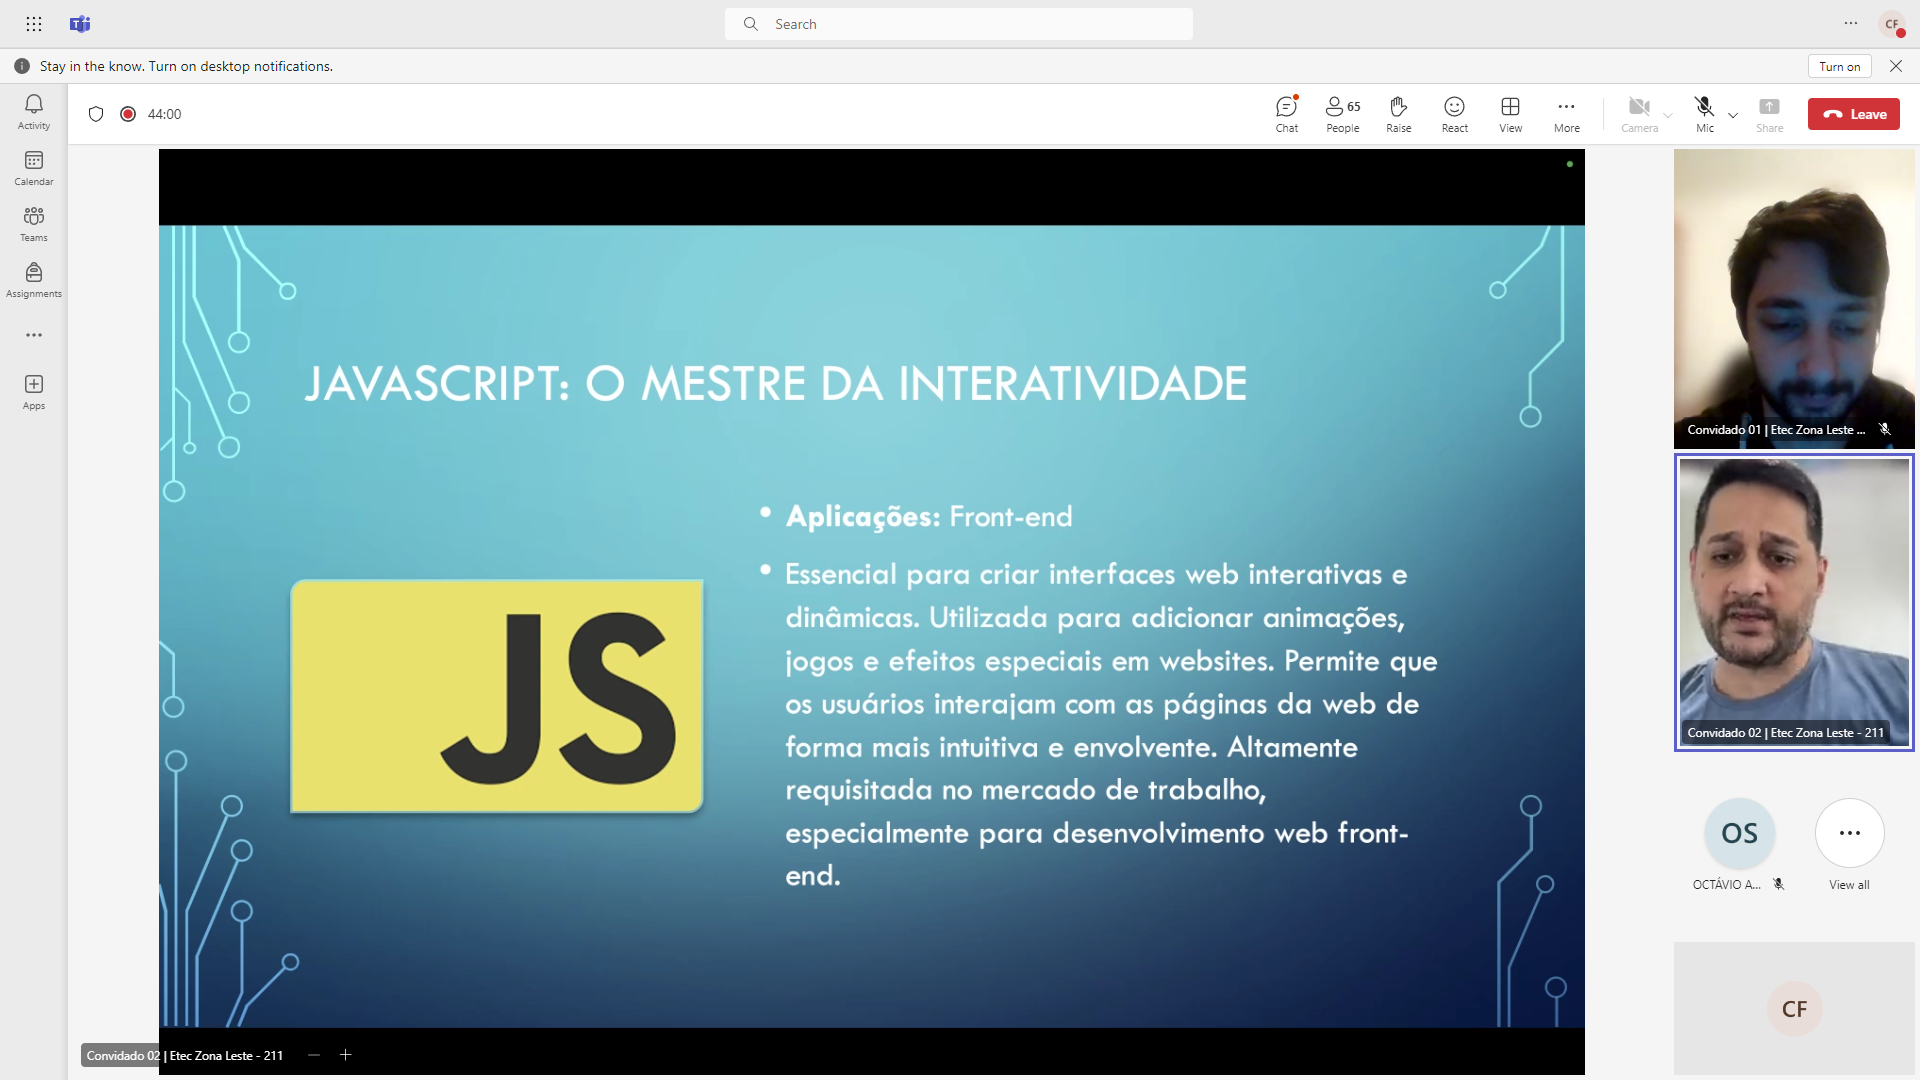 Search
CF
Stay in the know. Turn on desktop notifications.
Turn on
Activity
Calendar
Teams
Assignments
Apps
44:00
Chat
65
People
Raise
React
View
More
Camera
Mic
Share
Leave
JAVASCRIPT: O MESTRE DA INTERATIVIDADE
JS
• Aplicações: Front-end
• Essencial para criar interfaces web interativas e
dinâmicas. Utilizada para adicionar animações,
jogos e efeitos especiais em websites. Permite que
os usuários interajam com as páginas da web de
forma mais intuitiva e envolvente. Altamente
requisitada no mercado de trabalho,
especialmente para desenvolvimento web front-
end.
Convidado 02 | Etec Zona Leste - 211
Convidado 01 | Etec Zona Leste ...
Convidado 02 | Etec Zona Leste - 211
OS
OCTÁVIO A...
View all
CF